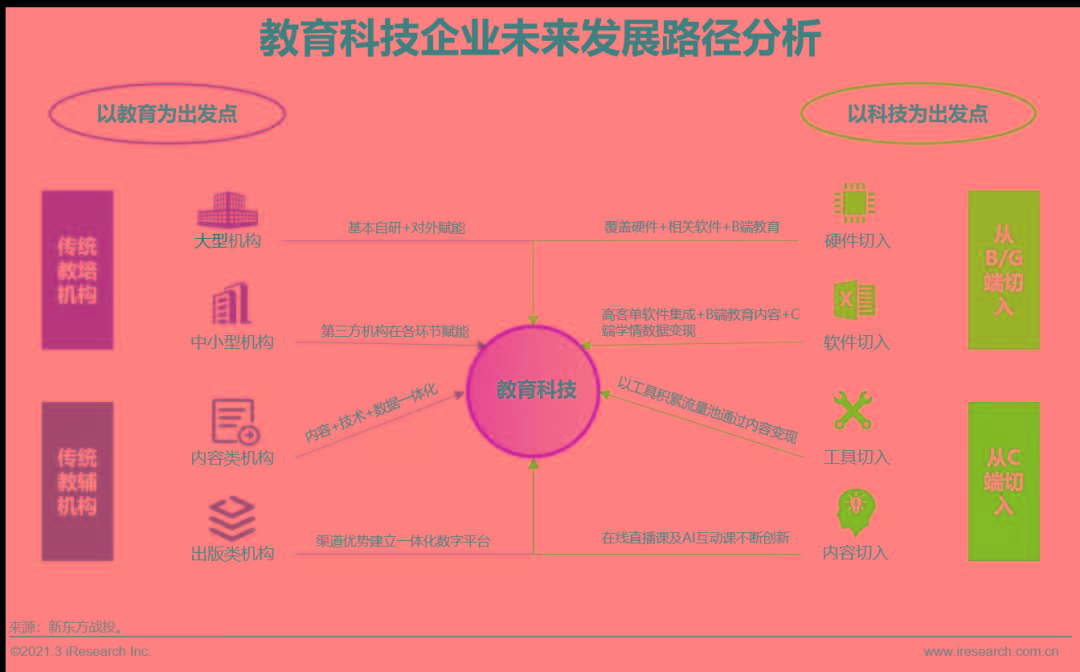 教育科技企业未来发展路径分析
以教育为出发点
以科技为出发点
传统
教培
机构
大型机构
基本自研+对外赋能
覆盖硬件+相关软件+B端教育
硬件切入
从
B/G
端切
入
中小型机构
第三方机构在各环节赋能
高客单软件集成+B端教育内容+C
端学情数据变现
X
软件切入
教育科技
传统
教辅
机构
内容类机构
内容+技术+数据一体化
以工具积累流量池通过内容变现
工具切入
从C
端切
入
出版类机构
渠道优势建立一体化数字平台
在线直播课及AI互动课不断创新
内容切入
来源：新东方战投。
©2021.3 iResearch Inc.
www.iresearch.com.cn